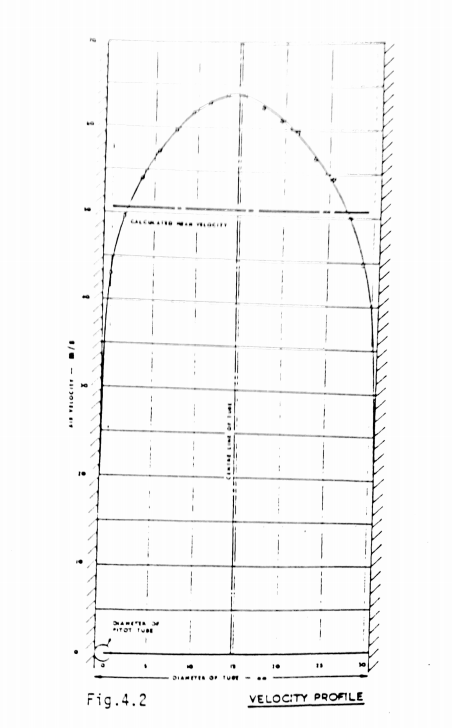 70
60
50
CALCULATED MEAN VELOCITY
40
AIR VELOCITY — m/s
30
CENTRE LINE OF TUBE
20
10
DIAMETER OF
PITOT TUBE
0
0 5 10 15 20 25 30
DIAMETER OF TUBE — mm
Fig.4.2
VELOCITY PROFILE